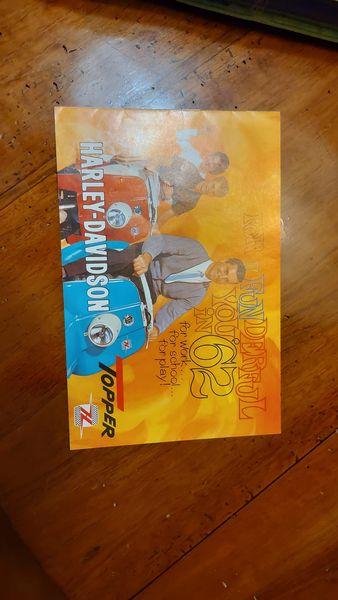 WONDERFUL
YOU
IN
'62
for work...
for school...
for play!
HARLEY-DAVIDSON
TOPPER
H